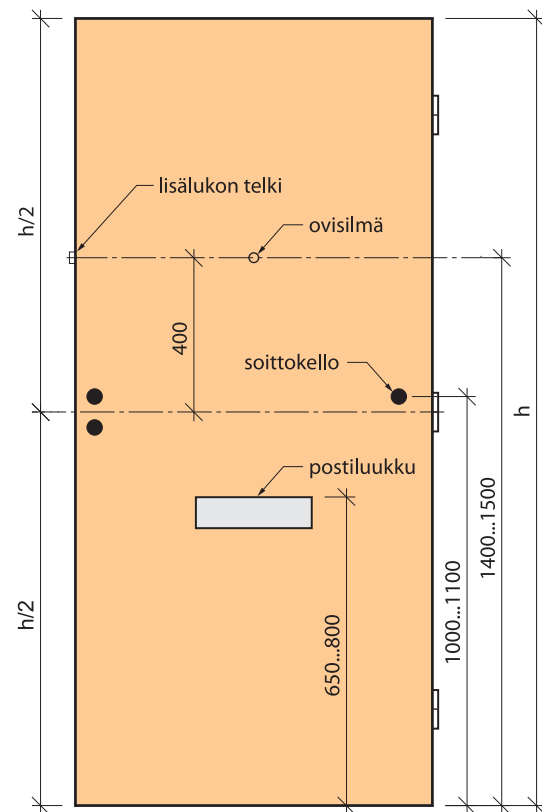 h/2
lisälukon telki
ovisilmä
400
soittokello
h
postiluukku
1400...1500
1000...1100
650...800
h/2